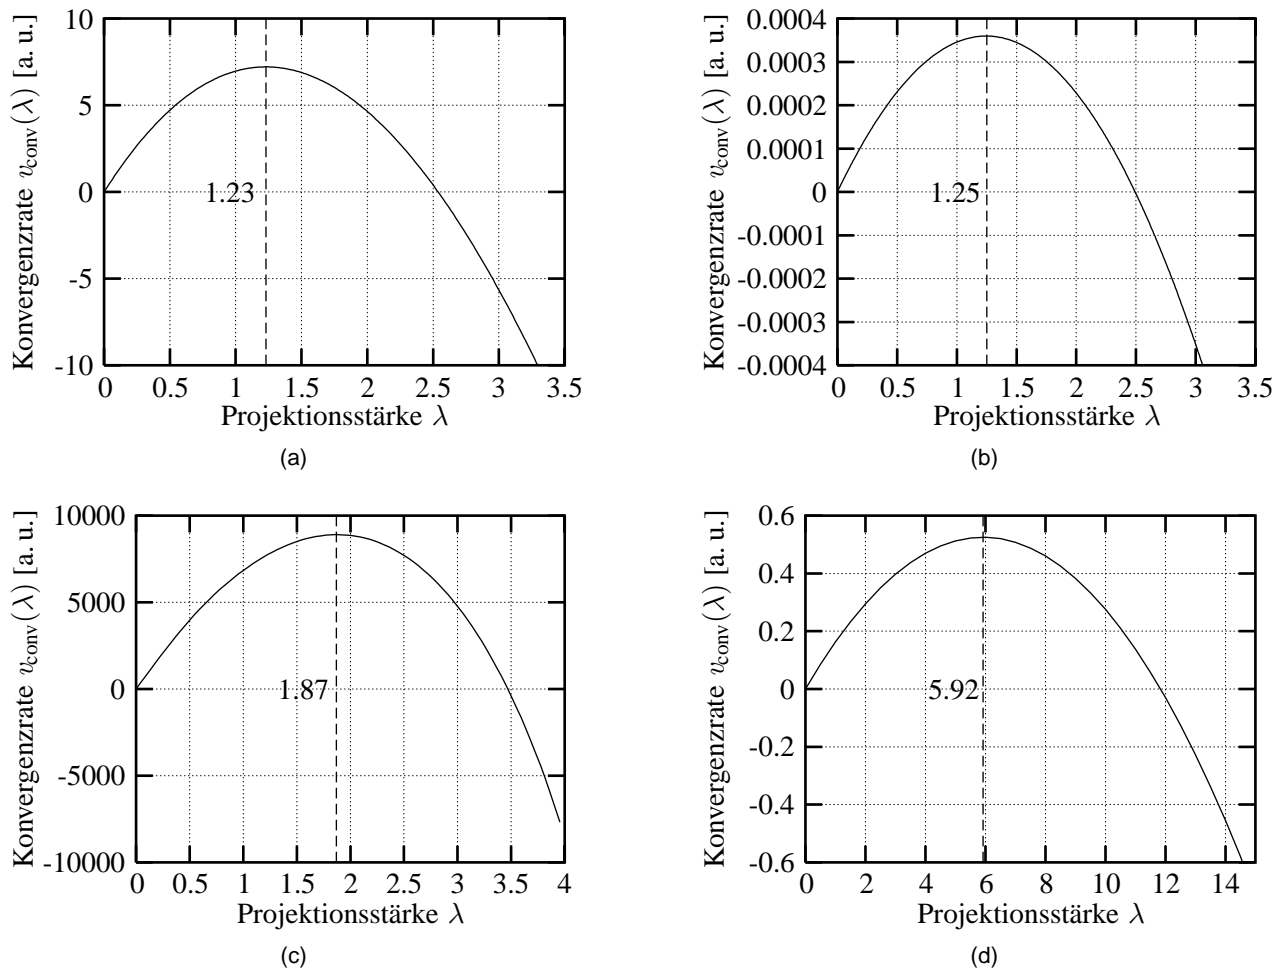 10
5
0
-5
-10
0 0.5 1 1.5 2 2.5 3 3.5
1.23
Konvergenzrate vconv(λ) [a. u.]
Projektionsstärke λ
(a)
0.0004
0.0003
0.0002
0.0001
0
-0.0001
-0.0002
-0.0003
-0.0004
0 0.5 1 1.5 2 2.5 3 3.5
1.25
Konvergenzrate vconv(λ) [a. u.]
Projektionsstärke λ
(b)
10000
5000
0
-5000
-10000
0 0.5 1 1.5 2 2.5 3 3.5 4
1.87
Konvergenzrate vconv(λ) [a. u.]
Projektionsstärke λ
(c)
0.6
0.4
0.2
0
-0.2
-0.4
-0.6
0 2 4 6 8 10 12 14
5.92
Konvergenzrate vconv(λ) [a. u.]
Projektionsstärke λ
(d)